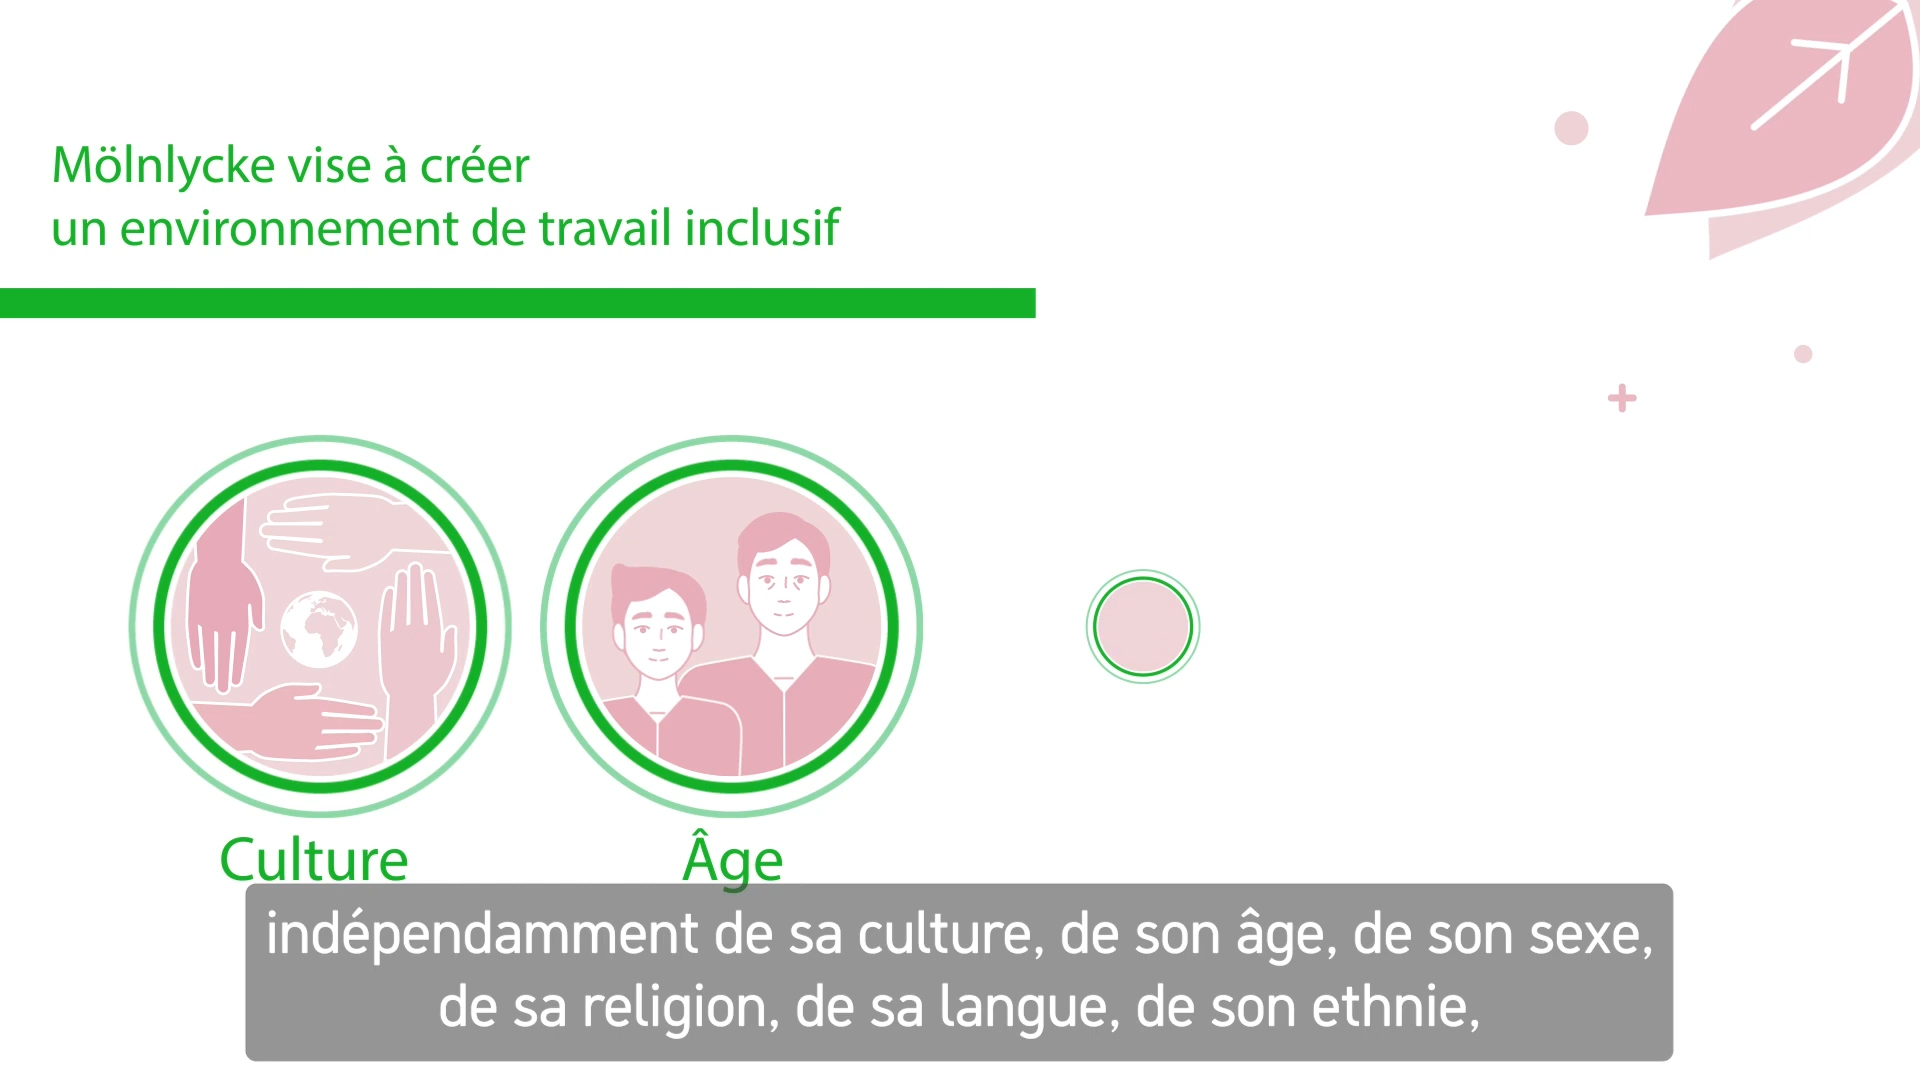 Mölnlycke vise à créer
un environnement de travail inclusif
Culture
Âge
indépendamment de sa culture, de son âge, de son sexe,
de sa religion, de sa langue, de son ethnie,